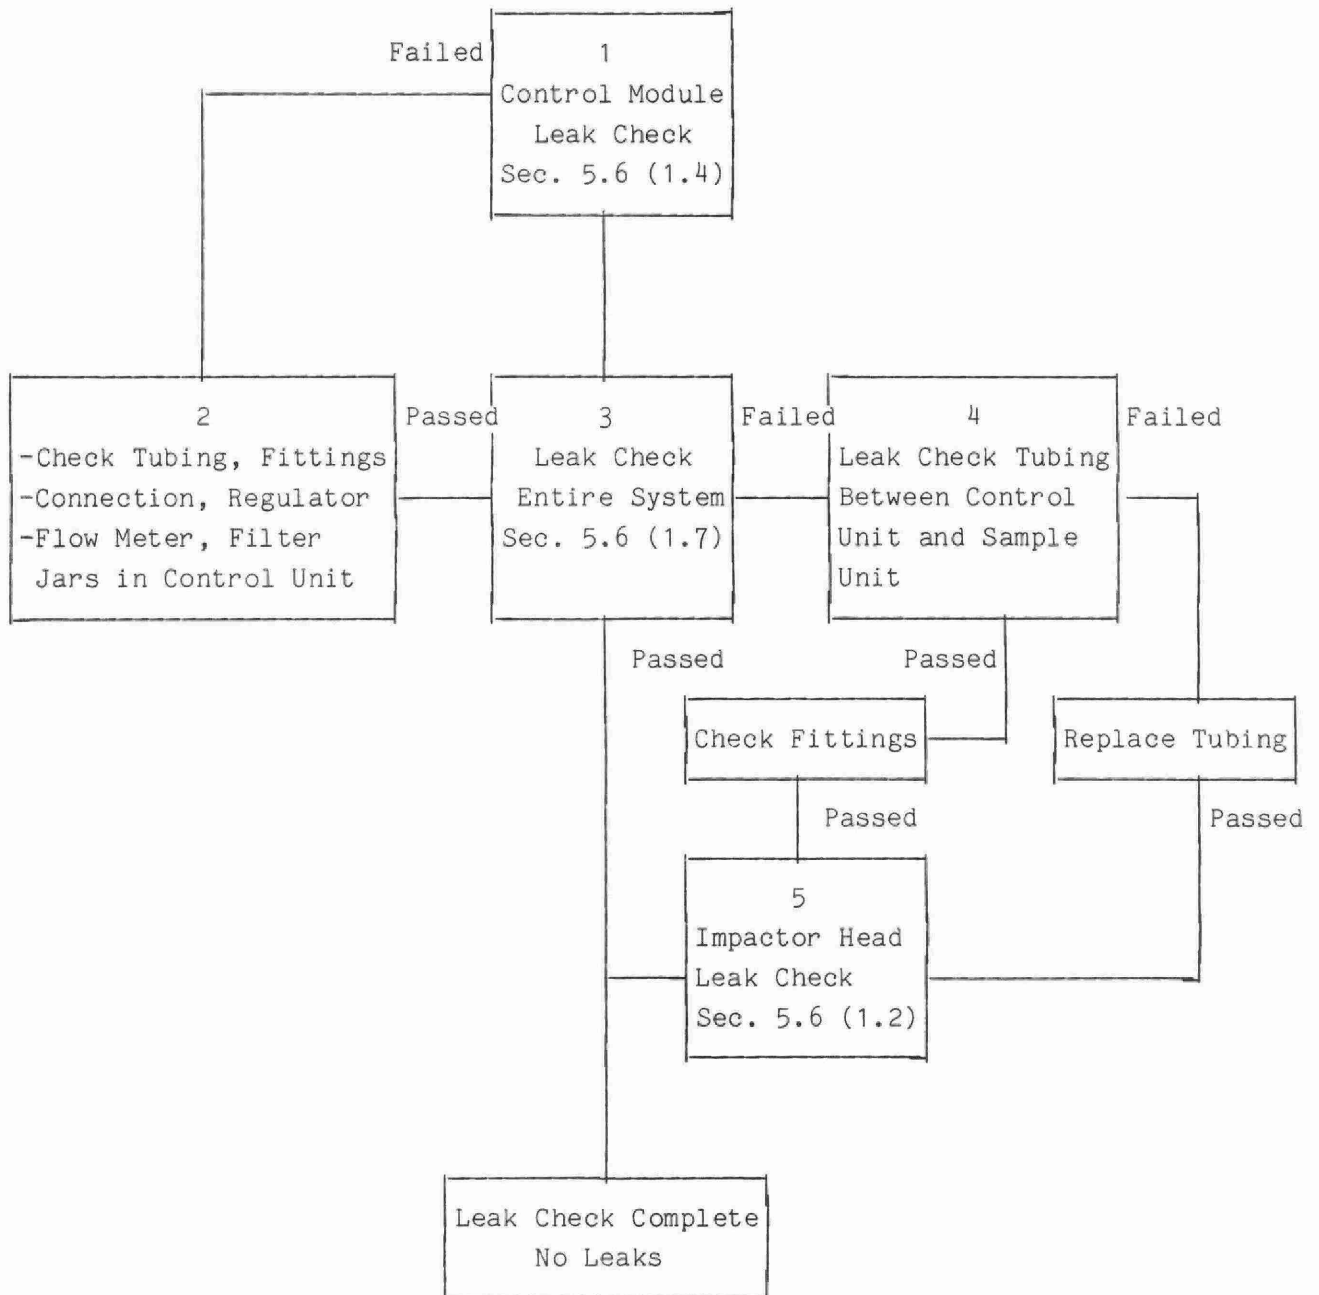 Failed
1
Control Module
Leak Check
Sec. 5.6 (1.4)
2
-Check Tubing, Fittings
-Connection, Regulator
-Flow Meter, Filter
Jars in Control Unit
Passed
3
Leak Check
Entire System
Sec. 5.6 (1.7)
Failed
4
Leak Check Tubing
Between Control
Unit and Sample
Unit
Failed
Passed
Passed
Check Fittings
Replace Tubing
Passed
Passed
5
Impactor Head
Leak Check
Sec. 5.6 (1.2)
Leak Check Complete
No Leaks